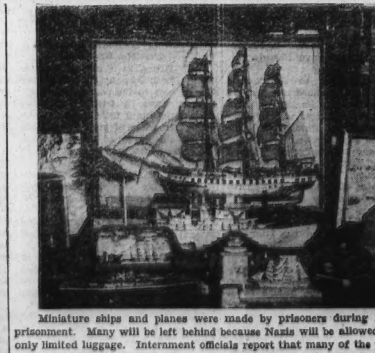 Miniature ships and planes were made by prisoners during
prisonment. Many will be left behind because Nazis will be allowed
only limited luggage. Internment officials report that many of the